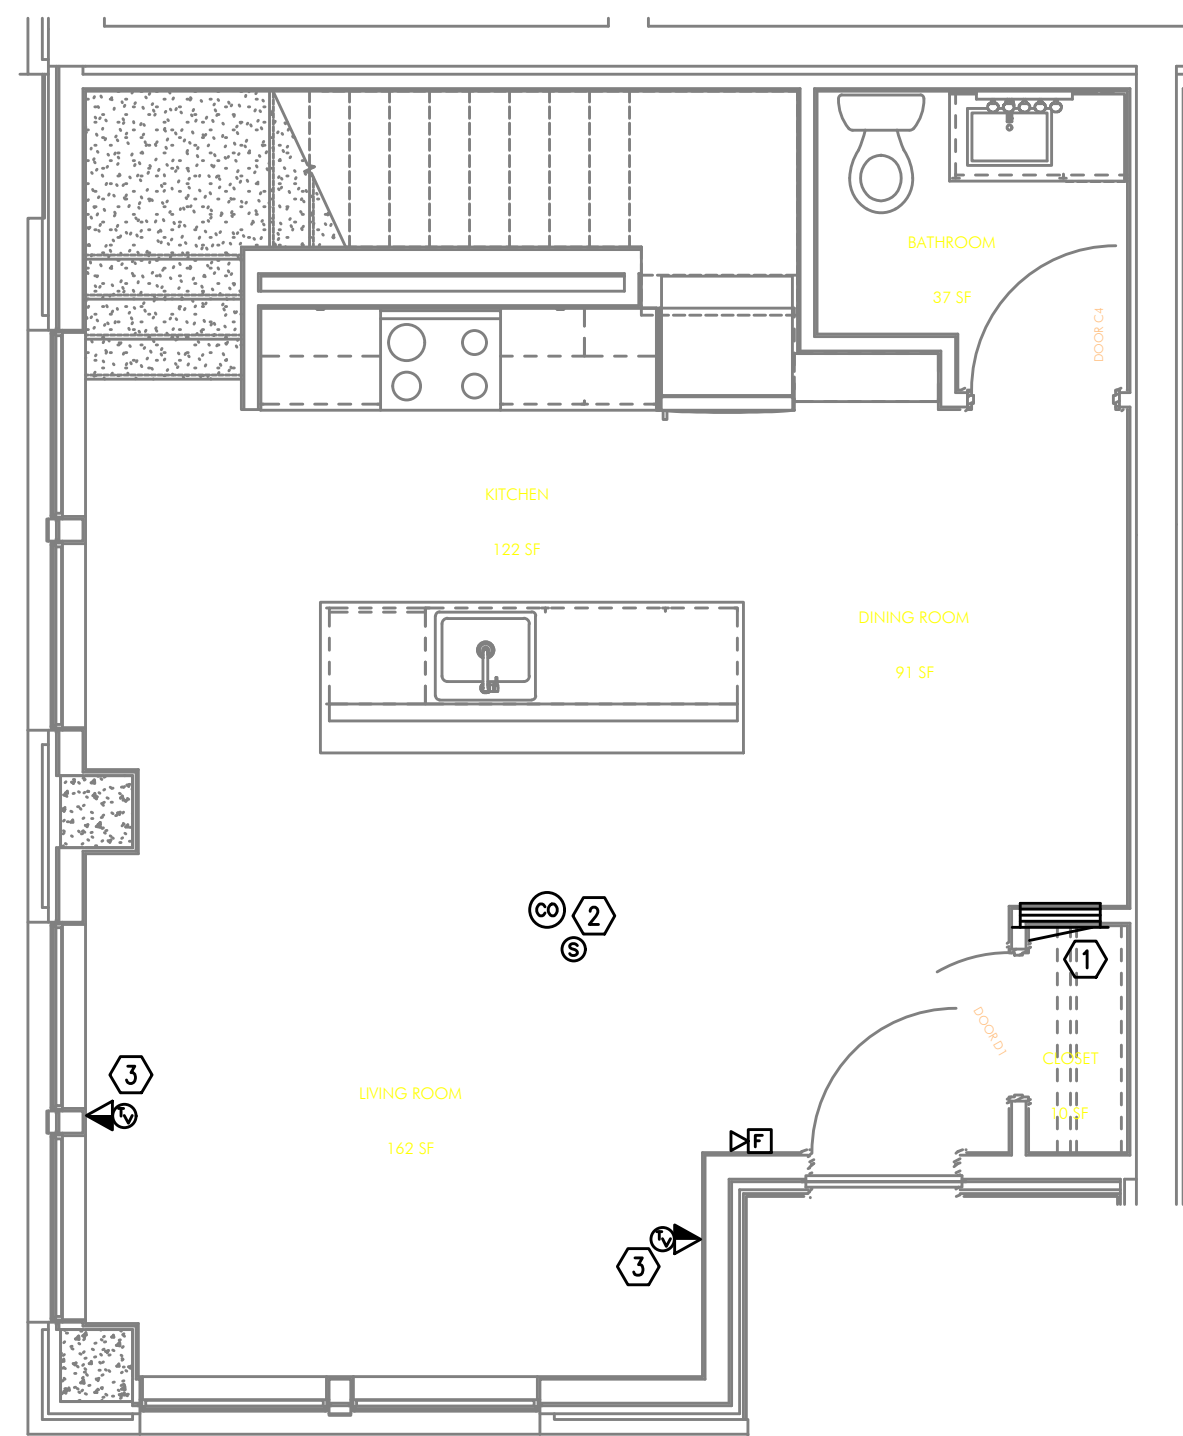 BATHROOM
37 SF
DOOR C4
KITCHEN
122 SF
DINING ROOM
91 SF
CO
2
S
1
DOOR D1
CLOSET
10 SF
3
TV
LIVING ROOM
162 SF
F
TV
3